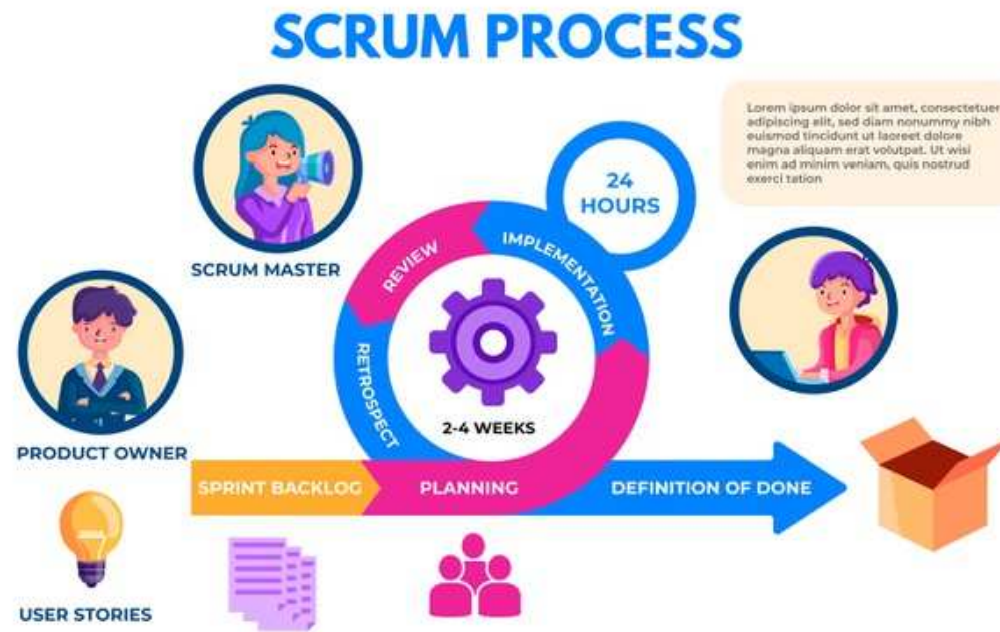 SCRUM PROCESS
Lorem ipsum dolor sit amet, consectetuer
adipiscing elit, sed diam nonummy nibh
euismod tincidunt ut laoreet dolore
magna aliquam erat volutpat. Ut wisi
enim ad minim veniam, quis nostrud
exerci tation
24
HOURS
SCRUM MASTER
REVIEW
IMPLEMENTATION
RETROSPECT
2-4 WEEKS
PRODUCT OWNER
SPRINT BACKLOG
PLANNING
DEFINITION OF DONE
USER STORIES